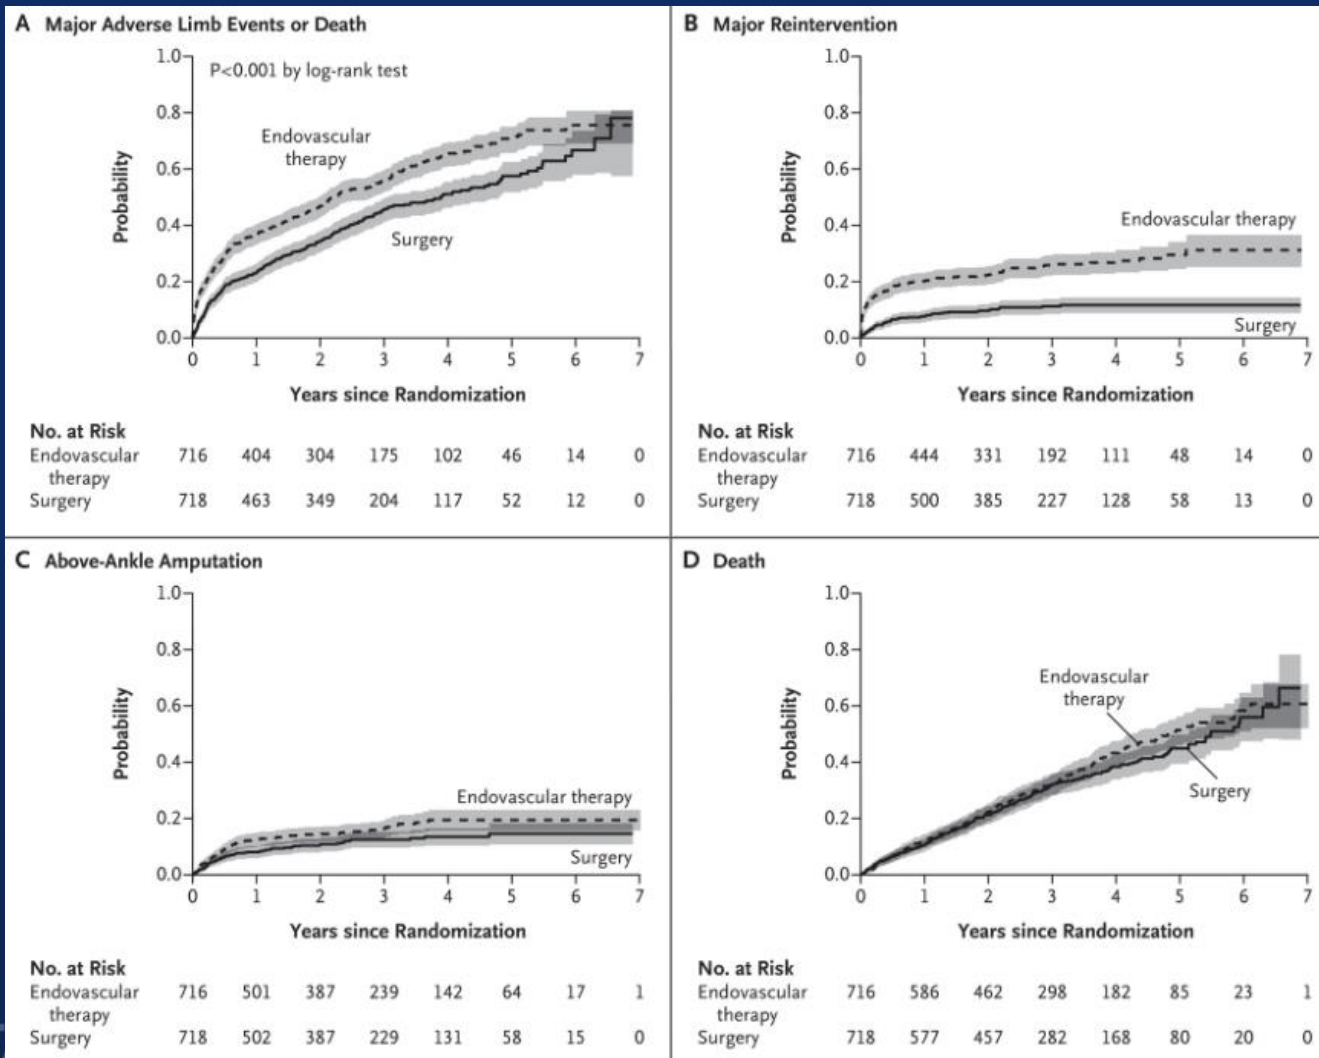 A Major Adverse Limb Events or Death
1.0
0.8
0.6
0.4
0.2
0.0
Probability
P<0.001 by log-rank test
Endovascular
therapy
Surgery
0 1 2 3 4 5 6 7
Years since Randomization
No. at Risk
Endovascular 716 404 304 175 102 46 14 0
therapy
Surgery 718 463 349 204 117 52 12 0
B Major Reintervention
1.0
0.8
0.6
0.4
0.2
0.0
Probability
Endovascular therapy
Surgery
0 1 2 3 4 5 6 7
Years since Randomization
No. at Risk
Endovascular 716 444 331 192 111 48 14 0
therapy
Surgery 718 500 385 227 128 58 13 0
C Above-Ankle Amputation
1.0
0.8
0.6
0.4
0.2
0.0
Probability
Endovascular therapy
Surgery
0 1 2 3 4 5 6 7
Years since Randomization
No. at Risk
Endovascular 716 501 387 239 142 64 17 1
therapy
Surgery 718 502 387 229 131 58 15 0
D Death
1.0
0.8
0.6
0.4
0.2
0.0
Probability
Endovascular
therapy
Surgery
0 1 2 3 4 5 6 7
Years since Randomization
No. at Risk
Endovascular 716 586 462 298 182 85 23 1
therapy
Surgery 718 577 457 282 168 80 20 0